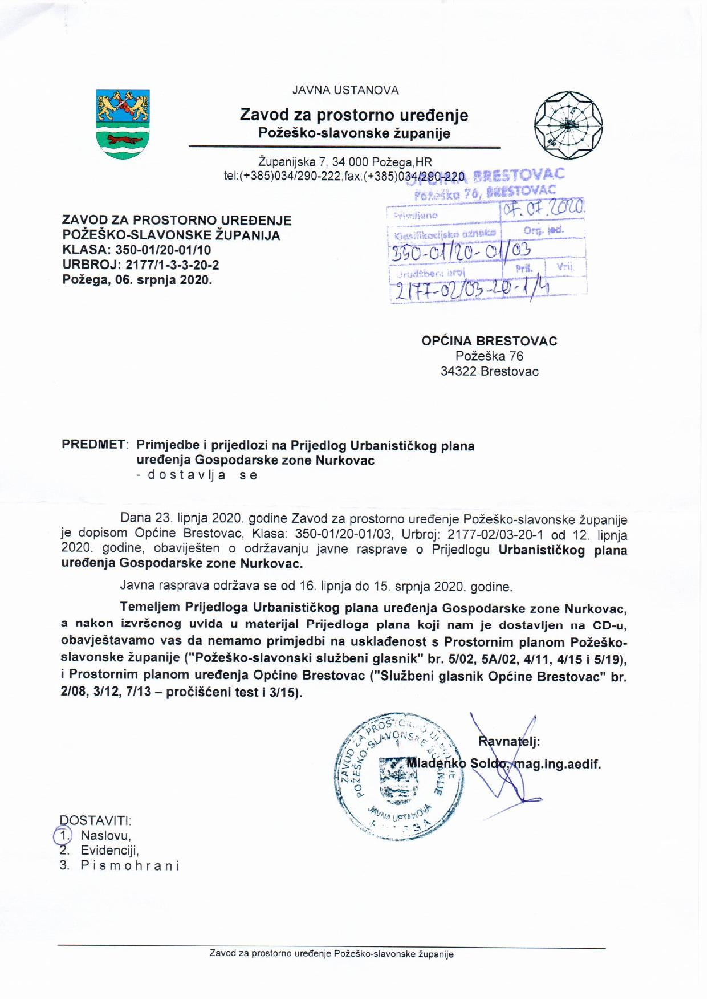 JAVNA USTANOVA
Zavod za prostorno uređenje
Požeško-slavonske županije
Županijska 7, 34 000 Požega,HR
tel:(+385)034/290-222;fax:(+385)034/290-220
OPĆINA BRESTOVAC
Požeška 76, BRESTOVAC
Primljeno 07.07.2020.
Klasifikacijska oznaka Org. jed.
350-01/20-01/03
Urudžbeni broj Pril. Vrij.
2177-02/03-20-1/4
ZAVOD ZA PROSTORNO UREĐENJE
POŽEŠKO-SLAVONSKE ŽUPANIJA
KLASA: 350-01/20-01/10
URBROJ: 2177/1-3-3-20-2
Požega, 06. srpnja 2020.
OPĆINA BRESTOVAC
Požeška 76
34322 Brestovac
PREDMET: Primjedbe i prijedlozi na Prijedlog Urbanističkog plana
uređenja Gospodarske zone Nurkovac
- d o s t a v lj a s e
Dana 23. lipnja 2020. godine Zavod za prostorno uređenje Požeško-slavonske županije
je dopisom Općine Brestovac, Klasa: 350-01/20-01/03, Urbroj: 2177-02/03-20-1 od 12. lipnja
2020. godine, obaviješten o održavanju javne rasprave o Prijedlogu Urbanističkog plana
uređenja Gospodarske zone Nurkovac.
Javna rasprava održava se od 16. lipnja do 15. srpnja 2020. godine.
Temeljem Prijedloga Urbanističkog plana uređenja Gospodarske zone Nurkovac,
a nakon izvršenog uvida u materijal Prijedloga plana koji nam je dostavljen na CD-u,
obavještavamo vas da nemamo primjedbi na usklađenost s Prostornim planom Požeško-
slavonske županije ("Požeško-slavonski službeni glasnik" br. 5/02, 5A/02, 4/11, 4/15 i 5/19),
i Prostornim planom uređenja Općine Brestovac ("Službeni glasnik Općine Brestovac" br.
2/08, 3/12, 7/13 – pročišćeni test i 3/15).
Ravnatelj:
Mladenko Soldo, mag.ing.aedif.
ZAVOD ZA PROSTORNO UREĐENJE
POŽEŠKO-SLAVONSKE ŽUPANIJE
1
JAVNA USTANOVA
DOSTAVITI:
1. Naslovu,
2. Evidenciji,
3. P i s m o h r a n i
Zavod za prostorno uređenje Požeško-slavonske županije